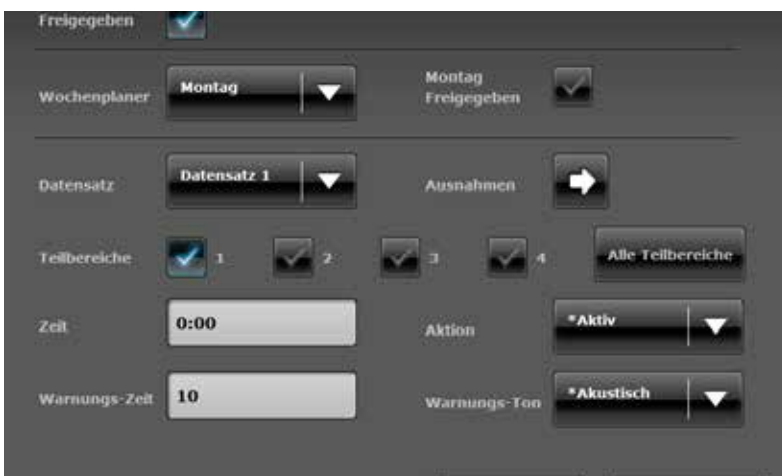 Freigegeben
Wochenplaner Montag Montag Freigegeben
Datensatz Datensatz 1 Ausnahmen
Teilbereiche 1 2 3 4 Alle Teilbereiche
Zeit 0:00 Aktion *Aktiv
Warnungs-Zeit 10 Warnungs-Ton *Akustisch